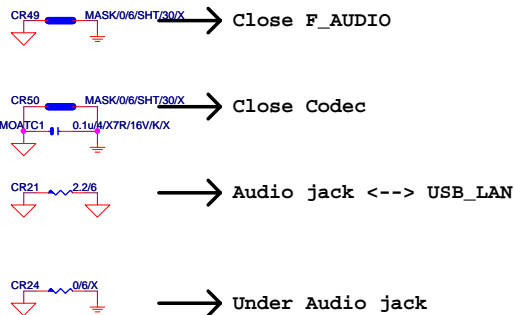 CR49 MASK/0/6/SHT/30/X Close F_AUDIO
CR50 MASK/0/6/SHT/30/X Close Codec
MOATC1 0.1u/4/X7R/16V/K/X
CR21 2.2/6 Audio jack <--> USB_LAN
CR24 0/6/X Under Audio jack